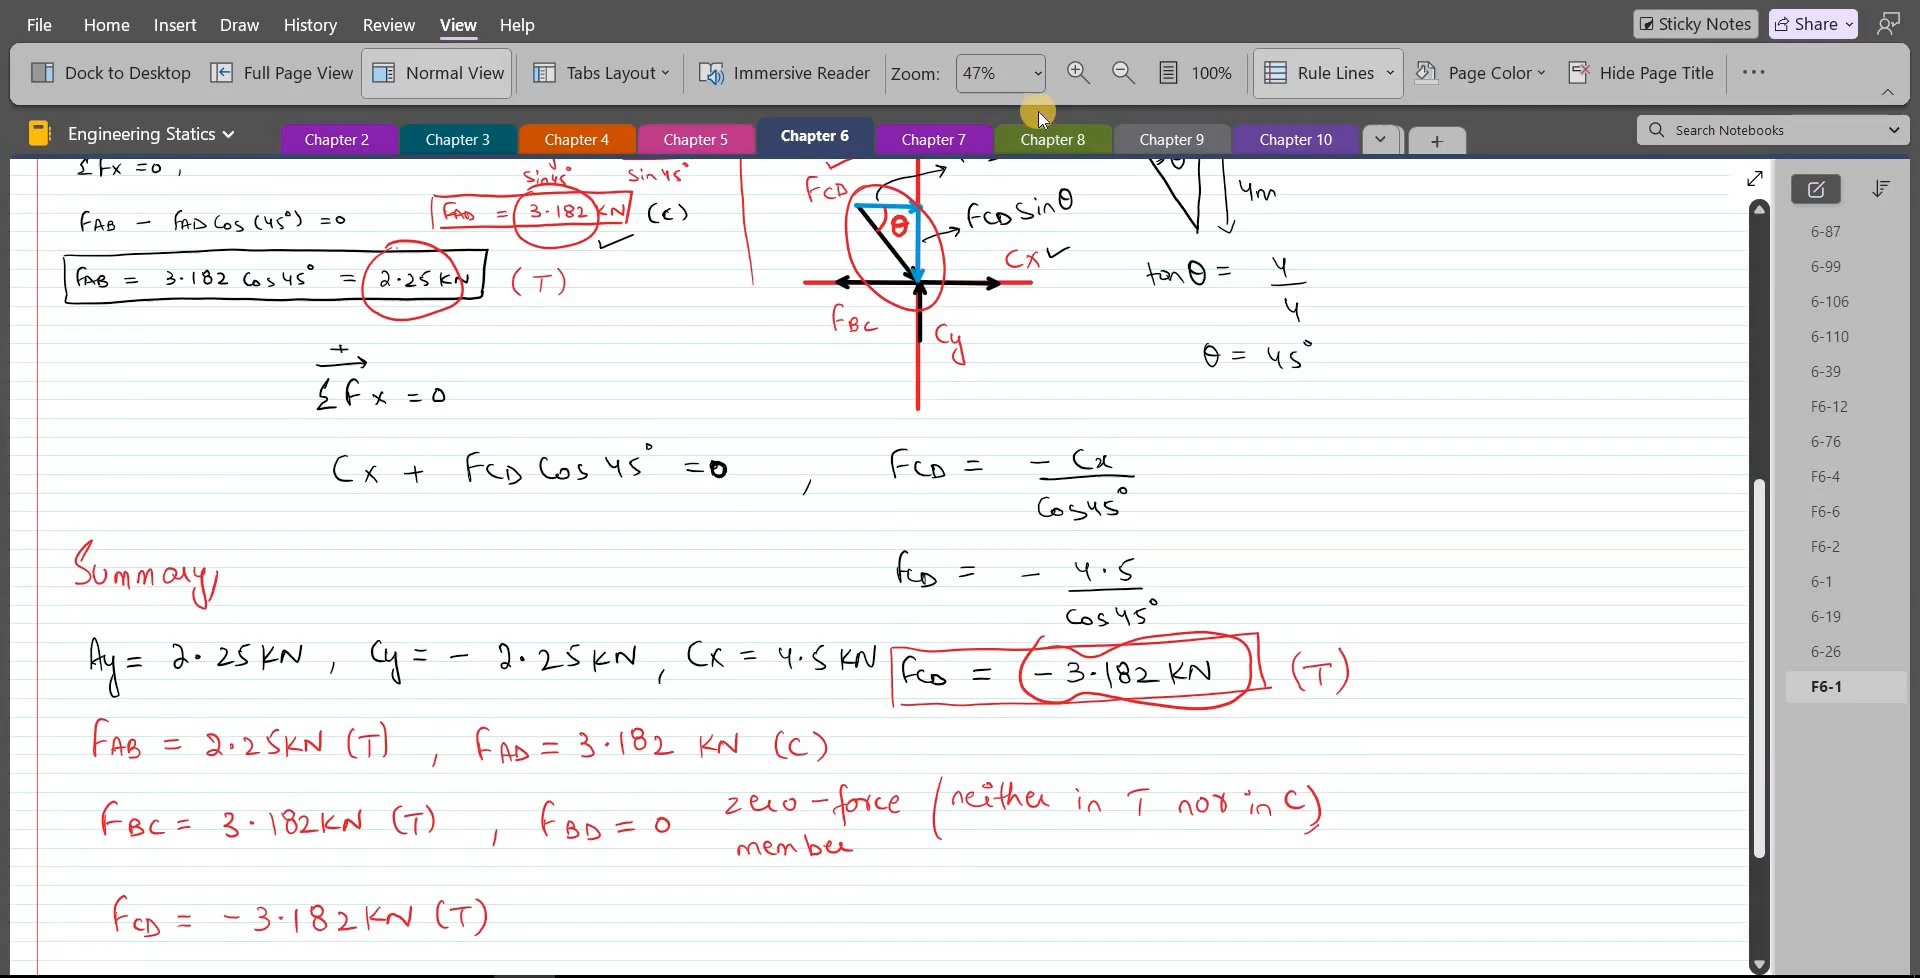 File Home Insert Draw History Review View Help
Sticky Notes Share
Dock to Desktop Full Page View Normal View Tabs Layout Immersive Reader Zoom: 47% 100% Rule Lines Page Color Hide Page Title
Engineering Statics Chapter 2 Chapter 3 Chapter 4 Chapter 5 Chapter 6 Chapter 7 Chapter 8 Chapter 9 Chapter 10 + Search Notebooks
ΣFx = 0,
sin45° sin45°
FAD = 3.182 KN (C)
FAB - FAD Cos (45°) = 0
FAB = 3.182 Cos 45° = 2.25 KN (T)
FCD
θ
FCD Sinθ
Cx
FBC
Cy
θ
4m
tanθ = 4/4
θ = 45°
+
ΣFx = 0
Cx + FCD Cos 45° = 0 , FCD = - Cx / Cos45°
Summary
FCD = - 4.5 / Cos45°
Ay = 2.25 KN , Cy = - 2.25 KN , Cx = 4.5 KN
FCD = - 3.182 KN (T)
FAB = 2.25KN (T) , FAD = 3.182 KN (C)
FBC = 3.182 KN (T) , FBD = 0 zero-force (neither in T nor in C)
member
FCD = - 3.182 KN (T)
6-87
6-99
6-106
6-110
6-39
F6-12
6-76
F6-4
F6-6
F6-2
6-1
6-19
6-26
F6-1